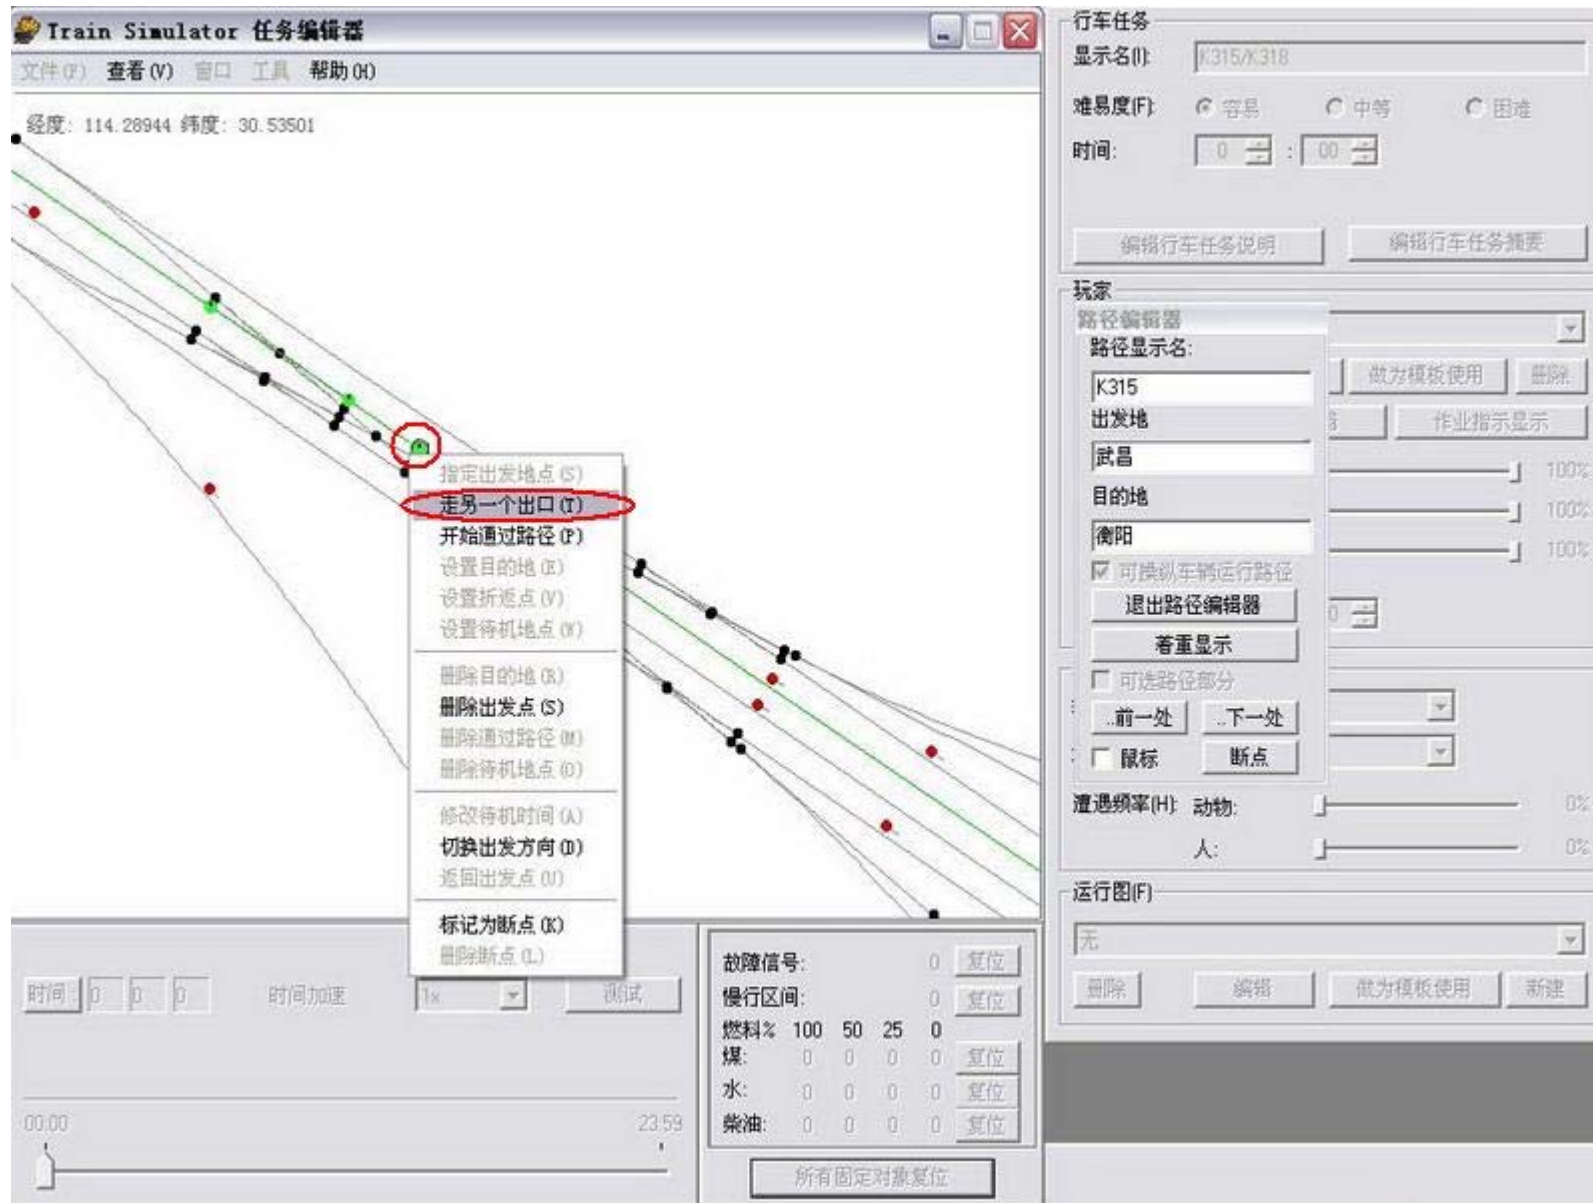 Train Simulator 任务编辑器
文件(F) 查看(V) 窗口 工具 帮助(H)
经度: 114.28944 纬度: 30.53501
指定出发地点(S)
走另一个出口(T)
开始通过路径(P)
设置目的地(E)
设置折返点(V)
设置待机地点(W)
删除目的地(R)
删除出发点(S)
删除通过路径(M)
删除待机地点(O)
修改待机时间(A)
切换出发方向(D)
返回出发点(U)
标记为断点(K)
删除断点(L)
时间: 0 0 0 时间加速 1x 测试
00:00 23:59
故障信号: 0 复位
慢行区间: 0 复位
燃料% 100 50 25 0
煤: 0 0 0 0 复位
水: 0 0 0 0 复位
柴油: 0 0 0 0 复位
所有固定对象复位
行车任务
显示名(I): K315/K318
难易度(F): 容易 中等 困难
时间: 0 : 00
编辑行车任务说明 编辑行车任务摘要
玩家
做为模板使用 删除
作业指示显示
100%
100%
100%
路径编辑器
路径显示名:
K315
出发地
武昌
目的地
衡阳
可操纵车辆运行路径
退出路径编辑器
着重显示
可选路径部分
..前一处 ..下一处
鼠标 断点
遭遇频率(H): 动物: 0%
人: 0%
运行图(F)
无
删除 编辑 做为模板使用 新建